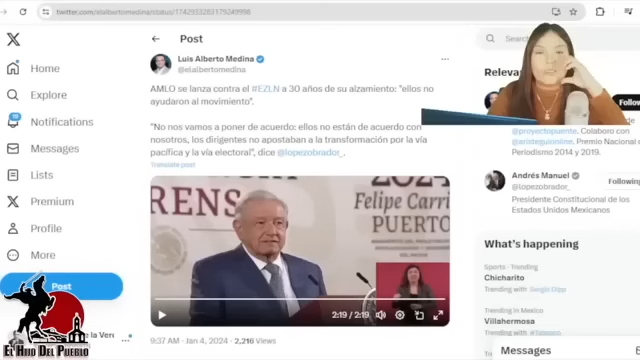 twitter.com/elalbertomedina/status/1742933283179249998
Home
Explore
Notifications
Messages
Lists
Premium
Profile
More
Post
EL HIJO DEL PUEBLO
Post
Luis Alberto Medina
@elalbertomedina
AMLO se lanza contra el #EZLN a 30 años de su alzamiento: "ellos no
ayudaron al movimiento".
"No nos vamos a poner de acuerdo: ellos no están de acuerdo con
nosotros, los dirigentes no apostaban a la transformación por la vía
pacífica y la vía electoral", dice @lopezobrador_.
Translate post
RENS
2024
Felipe Carri
PUERTO
2:19 / 2:19
9:37 AM · Jan 4, 2024 · 2,216 Views
Search
Releva
Follow
@proyectopuente. Colaboro con
@aristeguionline. Premio Nacional
Periodismo 2014 y 2019.
Andrés Manuel
@lopezobrador_
Following
Presidente Constitucional de los
Estados Unidos Mexicanos
What's happening
Sports · Trending
Chicharito
Trending with Sergio Dipp
Trending in Mexico
Villahermosa
Trending with #Tabasco
Messages